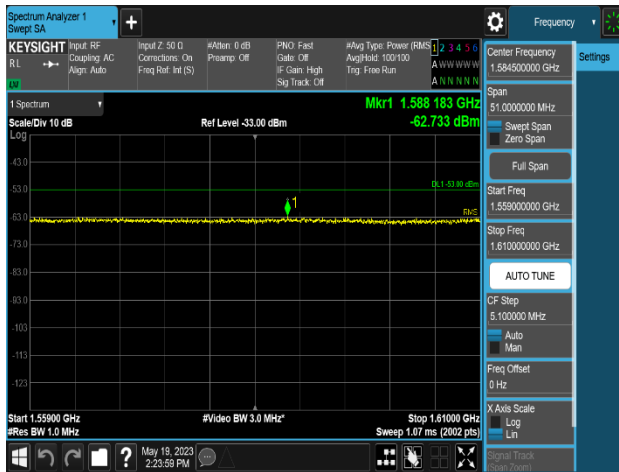 Spectrum Analyzer 1
Swept SA
Frequency
KEYSIGHT
Input: RF
Coupling: AC
Align: Auto
Input Z: 50 Ω
Corrections: On
Freq Ref: Int (S)
#Atten: 0 dB
Preamp: Off
PNO: Fast
Gate: Off
IF Gain: High
Sig Track: Off
#Avg Type: Power (RMS
Avg|Hold: 100/100
Trig: Free Run
1 2 3 4 5 6
A W W W W W
A N N N N N
RL
1 Spectrum
Mkr1 1.588 183 GHz
Scale/Div 10 dB
Ref Level -33.00 dBm
-62.733 dBm
Log
-43.0
-53.0
DL1 -53.00 dBm
1
RMS
-63.0
-73.0
-83.0
-93.0
-103
-113
-123
Start 1.55900 GHz
#Video BW 3.0 MHz*
Stop 1.61000 GHz
#Res BW 1.0 MHz
Sweep 1.07 ms (2002 pts)
Center Frequency
1.584500000 GHz
Settings
Span
51.0000000 MHz
Swept Span
Zero Span
Full Span
Start Freq
1.559000000 GHz
Stop Freq
1.610000000 GHz
AUTO TUNE
CF Step
5.100000 MHz
Auto
Man
Freq Offset
0 Hz
X Axis Scale
Log
Lin
Signal Track
(Span Zoom)
?
May 19, 2023
2:23:59 PM